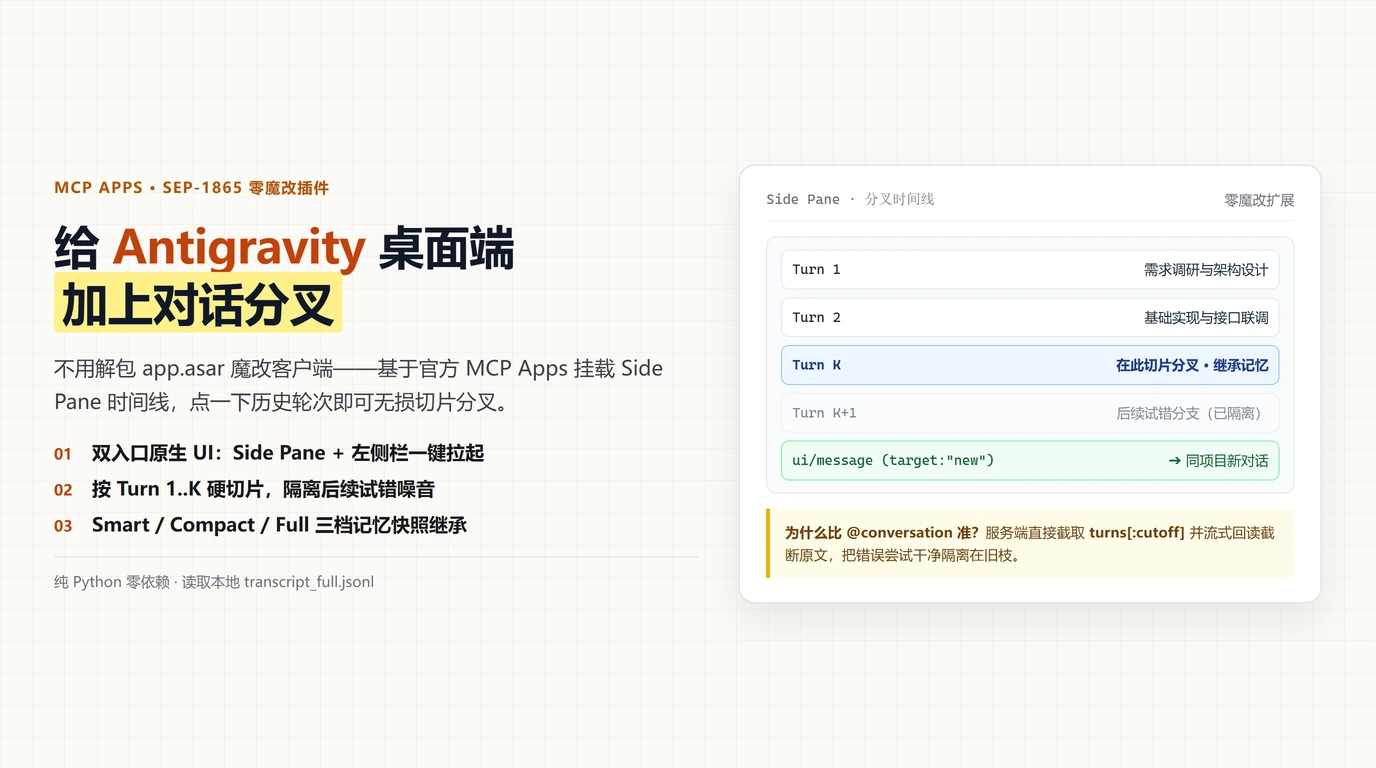 MCP APPS • SEP-1865 零魔改插件
给 Antigravity 桌面端
加上对话分叉
不用解包 app.asar 魔改客户端——基于官方 MCP Apps 挂载 Side
Pane 时间线，点一下历史轮次即可无损切片分叉。
01 双入口原生 UI：Side Pane + 左侧栏一键拉起
02 按 Turn 1..K 硬切片，隔离后续试错噪音
03 Smart / Compact / Full 三档记忆快照继承
纯 Python 零依赖 · 读取本地 transcript_full.jsonl
Side Pane · 分叉时间线 零魔改扩展
Turn 1 需求调研与架构设计
Turn 2 基础实现与接口联调
Turn K 在此切片分叉・继承记忆
Turn K+1 后续试错分支（已隔离）
ui/message (target:"new") ➔ 同项目新对话
为什么比 @conversation 准？服务端直接截取 turns[:cutoff] 并流式回读截
断原文，把错误尝试干净隔离在旧枝。